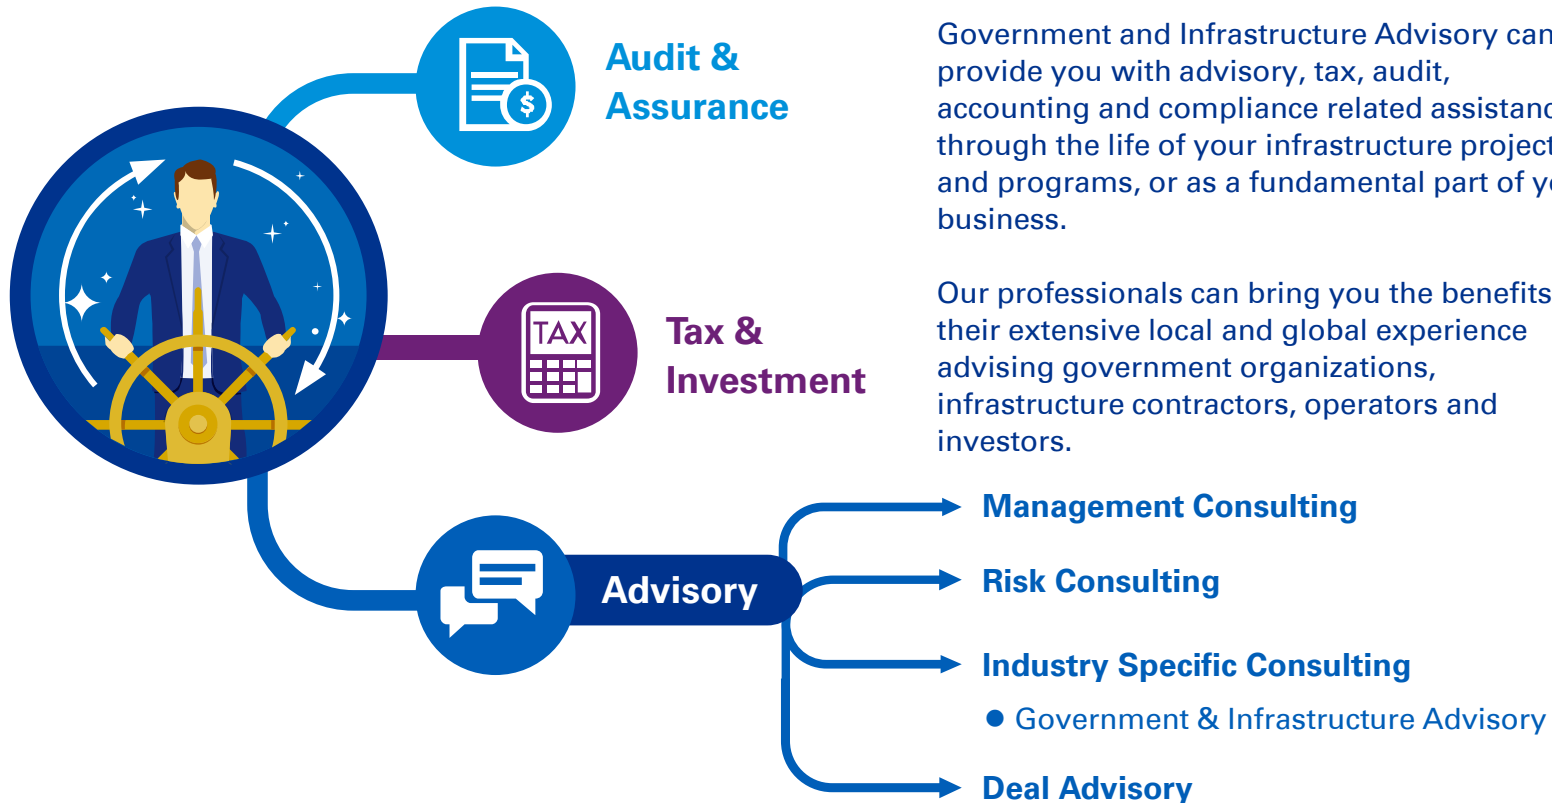 Audit &
Assurance
$
TAX
Tax &
Investment
Advisory
Government and Infrastructure Advisory can
provide you with advisory, tax, audit,
accounting and compliance related
through the life of your infrastructure
and programs, or as a fundamental part of
business.
Our professionals can bring you the benefits
their extensive local and global experience
advising government organizations,
infrastructure contractors, operators and
investors.
Management Consulting
Risk Consulting
Industry Specific Consulting
● Government & Infrastructure Advisory
Deal Advisory